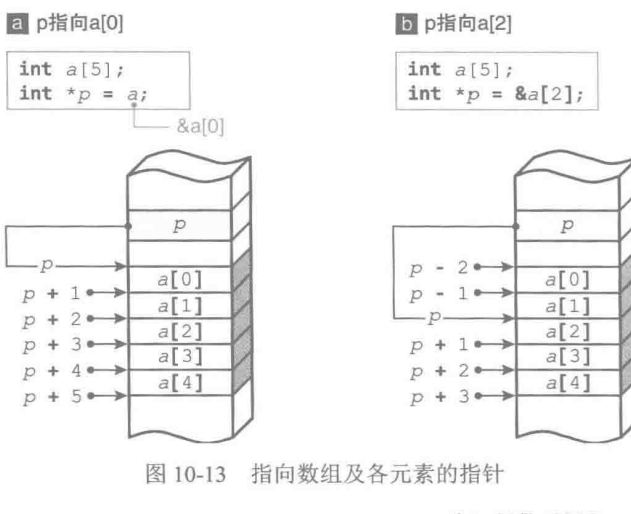 a p指向a[0]
int a[5];
int *p = a;
&a[0]
p
p
a[0]
p + 1
a[1]
p + 2
a[2]
p + 3
a[3]
p + 4
a[4]
p + 5
b p指向a[2]
int a[5];
int *p = &a[2];
p
p - 2
a[0]
p - 1
a[1]
p
a[2]
p + 1
a[3]
p + 2
a[4]
p + 3
图 10-13 指向数组及各元素的指针